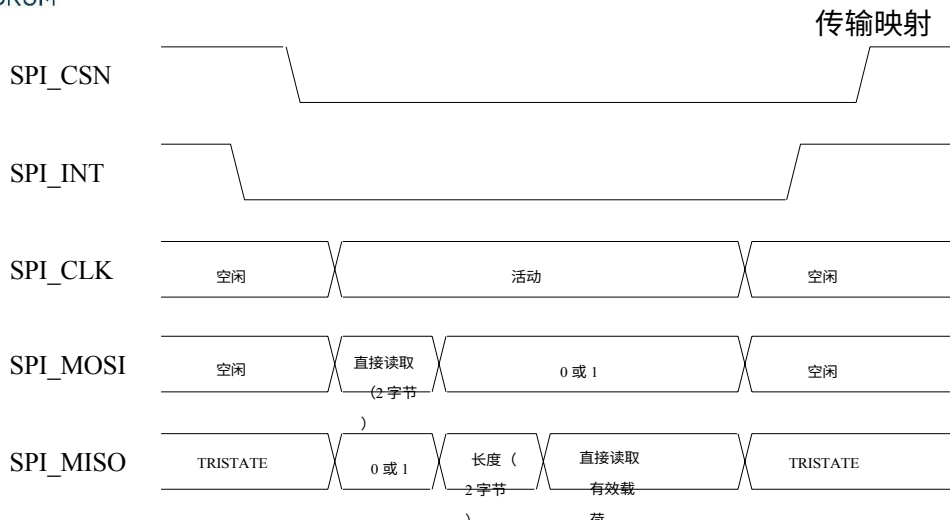 传输映射
SPI_CSN
SPI_INT
SPI_CLK
空闲
活动
空闲
SPI_MOSI
空闲
直接读取
(2 字节
)
0 或 1
空闲
SPI_MISO
TRISTATE
0 或 1
长度(
2 字节
)
直接读取
有效载
荷
TRISTATE